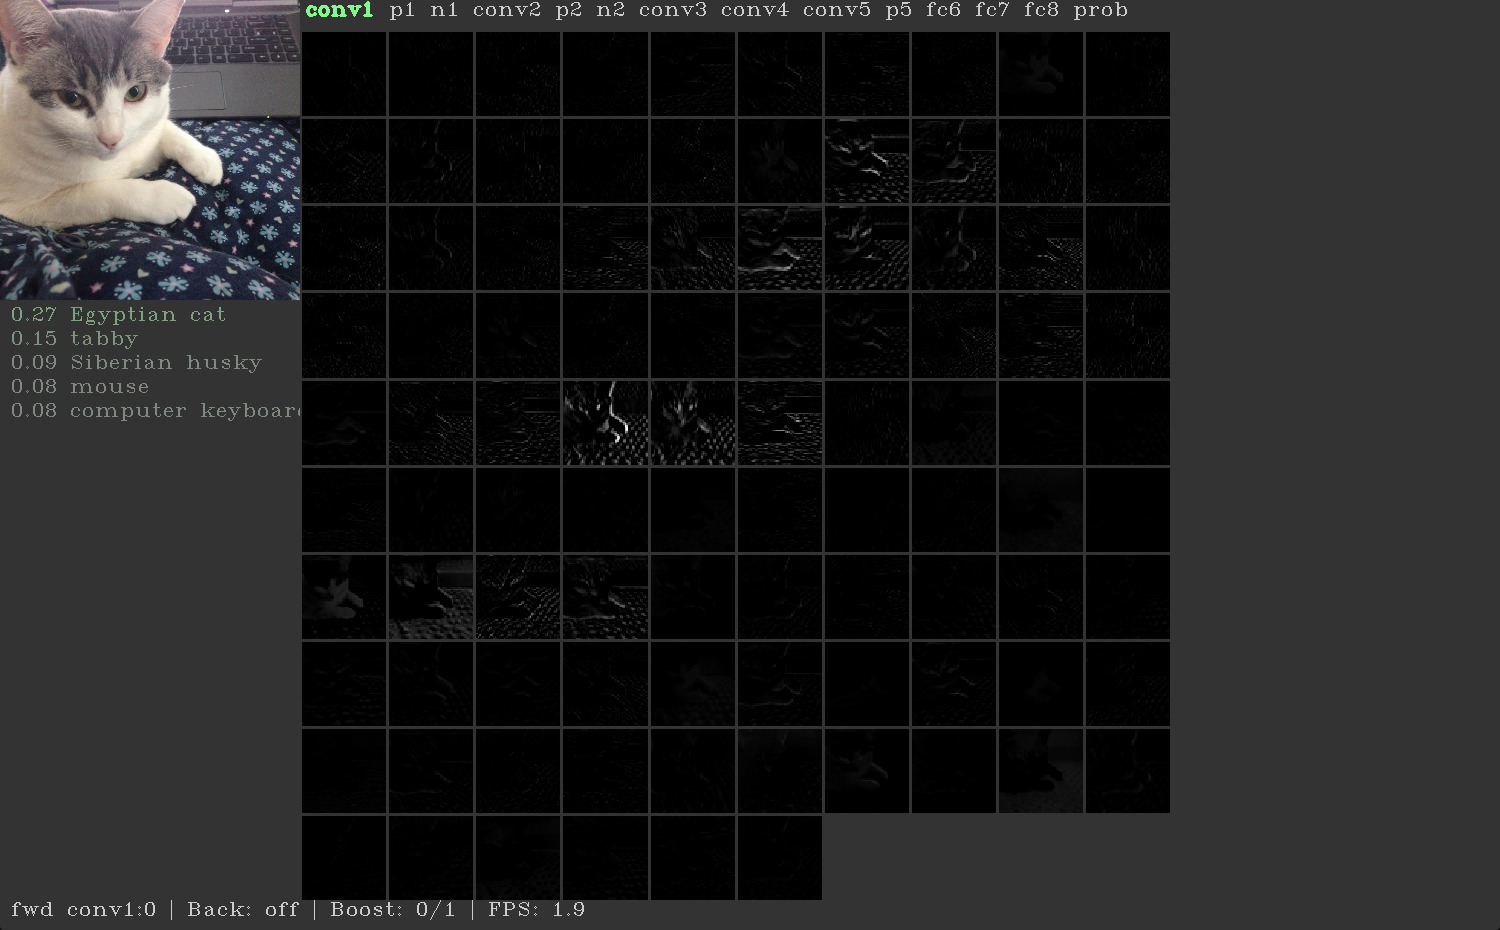 conv1 p1 n1 conv2 p2 n2 conv3 conv4 conv5 p5 fc6 fc7 fc8 prob
0.27 Egyptian cat
0.15 tabby
0.09 Siberian husky
0.08 mouse
0.08 computer keyboar
fwd conv1:0 | Back: off | Boost: 0/1 | FPS: 1.9